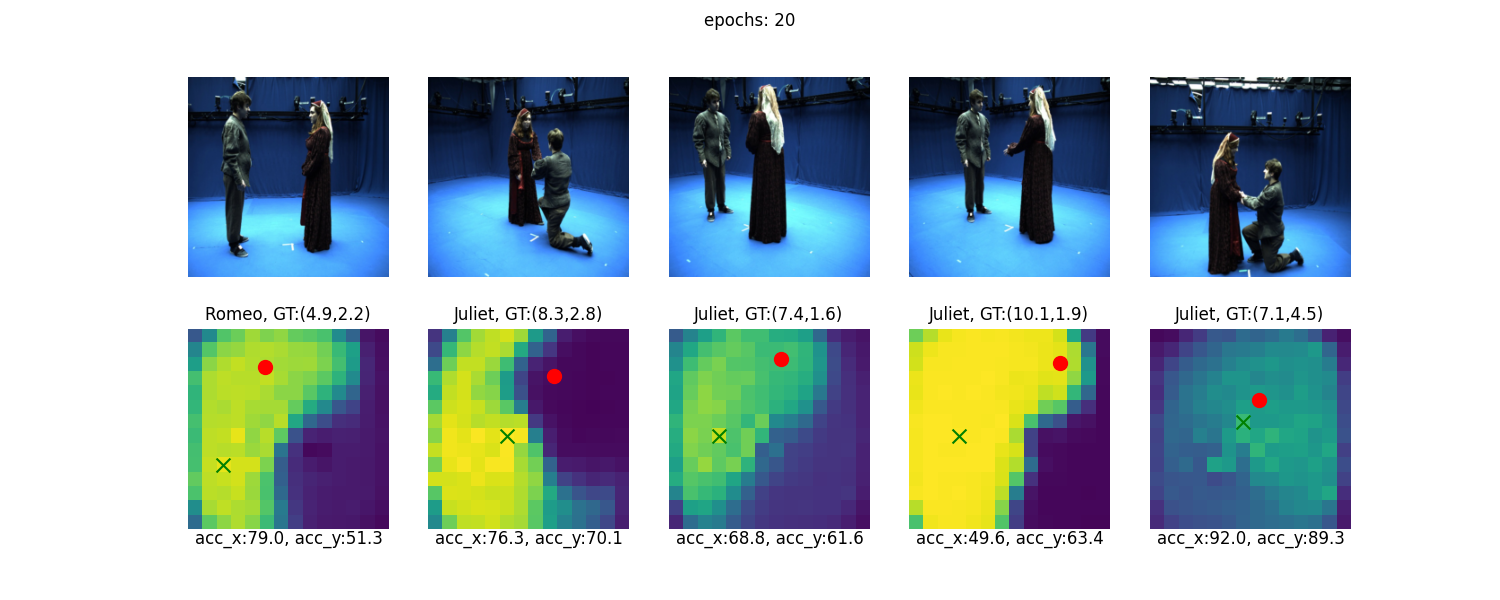 epochs: 20
Romeo, GT:(4.9,2.2)
Juliet, GT:(8.3,2.8)
Juliet, GT:(7.4,1.6)
Juliet, GT:(10.1,1.9)
Juliet, GT:(7.1,4.5)
acc_x:79.0, acc_y:51.3
acc_x:76.3, acc_y:70.1
acc_x:68.8, acc_y:61.6
acc_x:49.6, acc_y:63.4
acc_x:92.0, acc_y:89.3